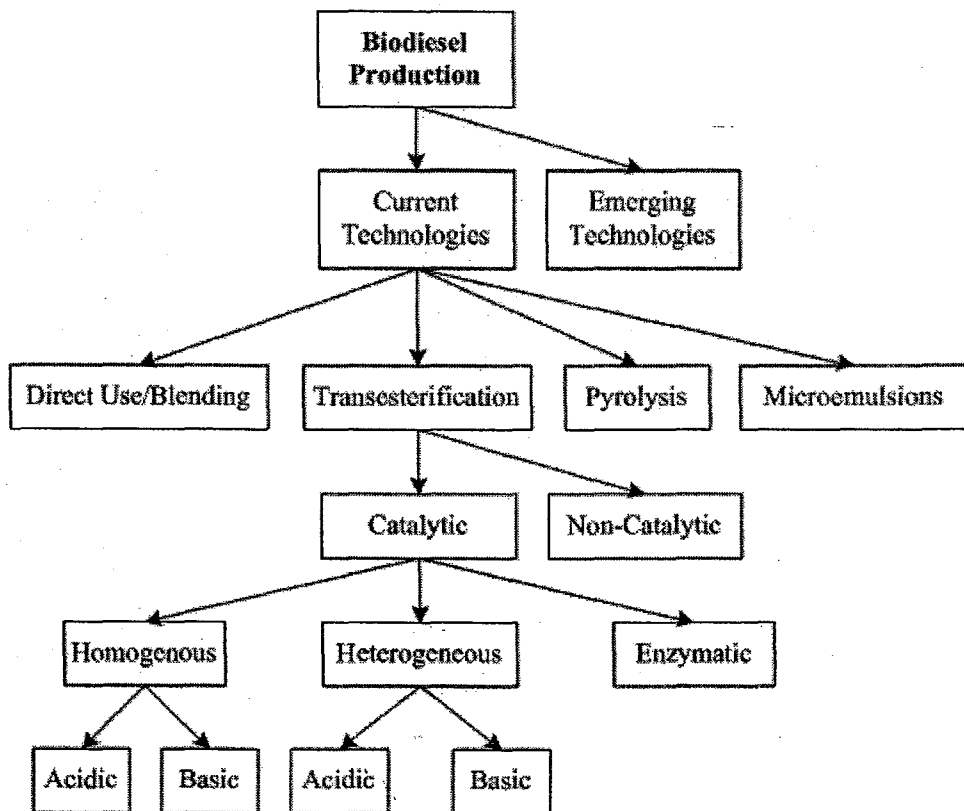 Biodiesel
Production
Current
Technologies
Emerging
Technologies
Direct Use/Blending
Transesterification
Pyrolysis
Microemulsions
Catalytic
Non-Catalytic
Homogenous
Heterogeneous
Enzymatic
Acidic
Basic
Acidic
Basic